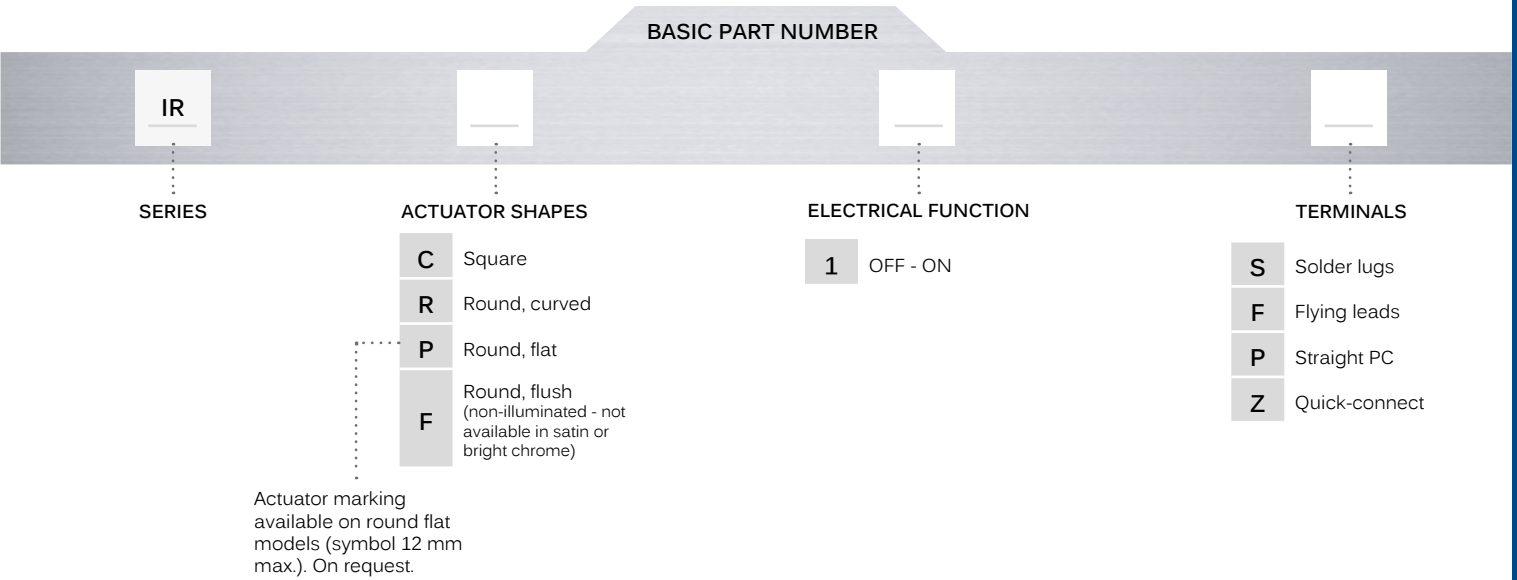 BASIC PART NUMBER
IR
SERIES
ACTUATOR SHAPES
C Square
R Round, curved
P Round, flat
F Round, flush
(non-illuminated - not
available in satin or
bright chrome)
Actuator marking
available on round flat
models (symbol 12 mm
max.). On request.
ELECTRICAL FUNCTION
1 OFF - ON
TERMINALS
S Solder lugs
F Flying leads
P Straight PC
Z Quick-connect